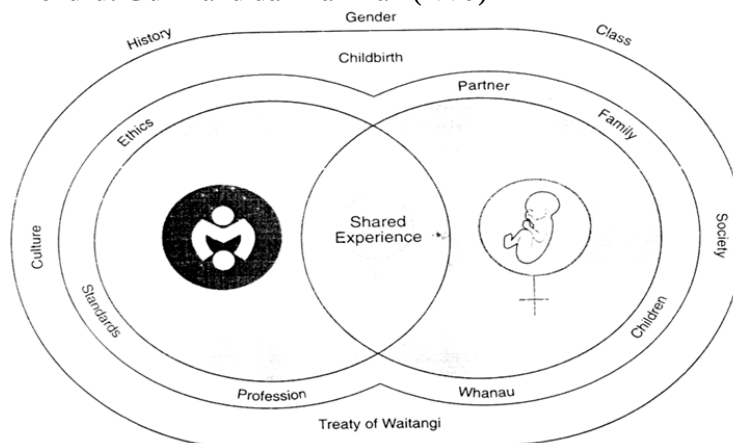 Gender
History
Class
Childbirth
Partner
Ethics
Family
Shared
Experience
Culture
Society
Standards
Children
Profession
Whanau
Treaty of Waitangi